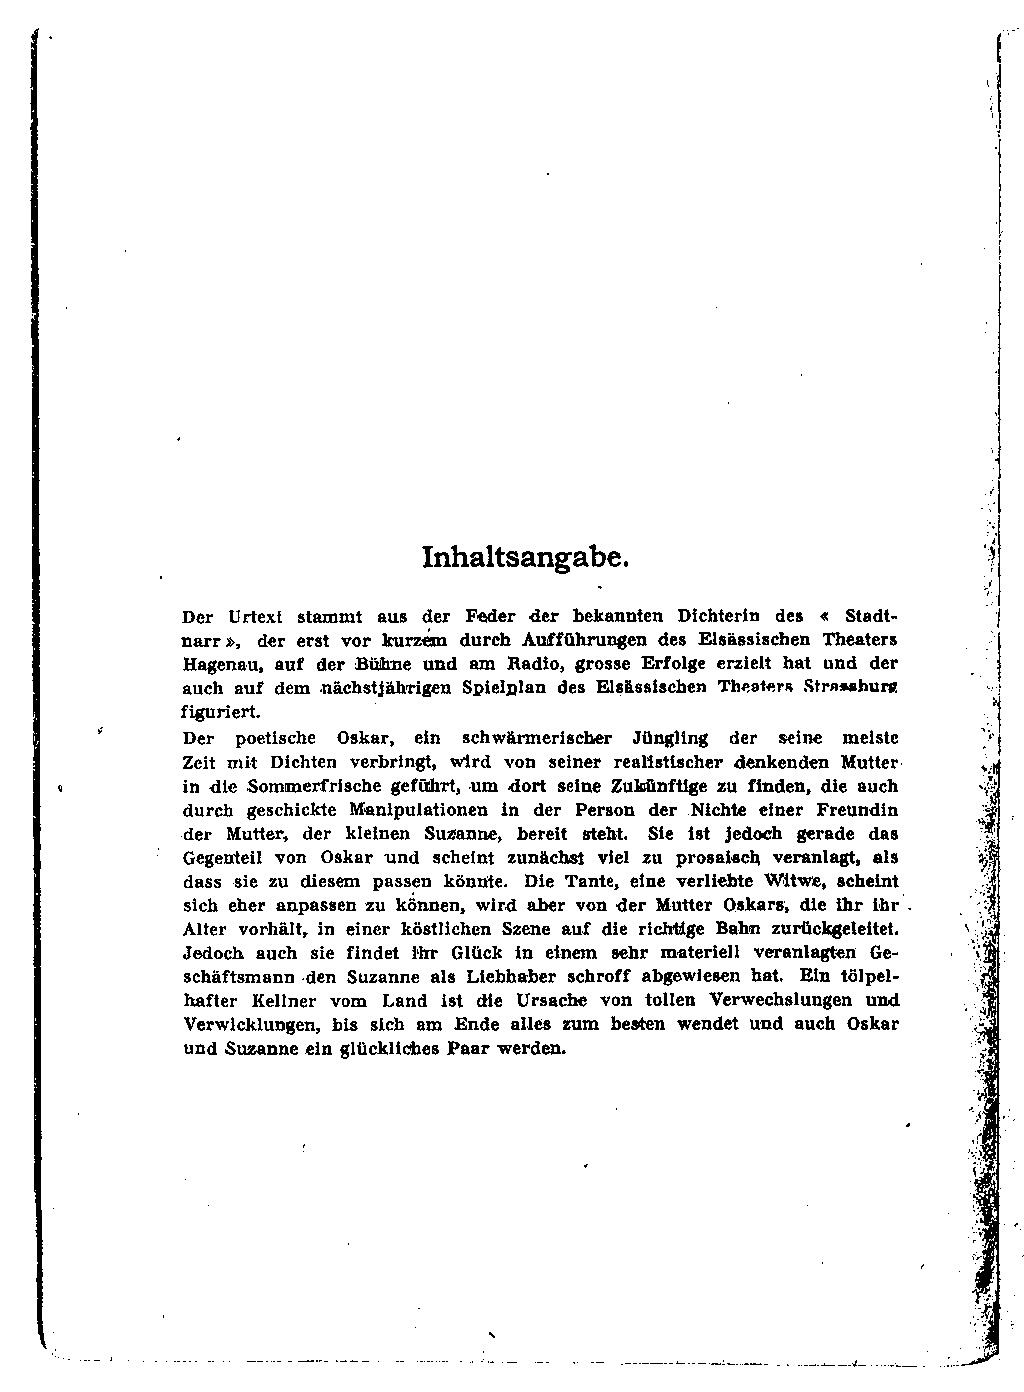 Inhaltsangabe.
Der Urtext stammt aus der Feder der bekannten Dichterin des « Stadt-
narr », der erst vor kurzem durch Aufführungen des Elsässischen Theaters
Hagenau, auf der Bühne und am Radio, grosse Erfolge erzielt hat und der
auch auf dem nächstjährigen Spielplan des Elsässischen Theaters Strassburg
figuriert.
Der poetische Oskar, ein schwärmerischer Jüngling der seine meiste
Zeit mit Dichten verbringt, wird von seiner realistischer denkenden Mutter
in die Sommerfrische geführt, um dort seine Zukünftige zu finden, die auch
durch geschickte Manipulationen in der Person der Nichte einer Freundin
der Mutter, der kleinen Suzanne, bereit steht. Sie ist jedoch gerade das
Gegenteil von Oskar und scheint zunächst viel zu prosaisch veranlagt, als
dass sie zu diesem passen könnte. Die Tante, eine verliebte Witwe, scheint
sich eher anpassen zu können, wird aber von der Mutter Oskars, die ihr ihr
Alter vorhält, in einer köstlichen Szene auf die richtige Bahn zurückgeleitet.
Jedoch auch sie findet ihr Glück in einem sehr materiell veranlagten Ge-
schäftsmann den Suzanne als Liebhaber schroff abgewiesen hat. Ein tölpel-
hafter Kellner vom Land ist die Ursache von tollen Verwechslungen und
Verwicklungen, bis sich am Ende alles zum besten wendet und auch Oskar
und Suzanne ein glückliches Paar werden.